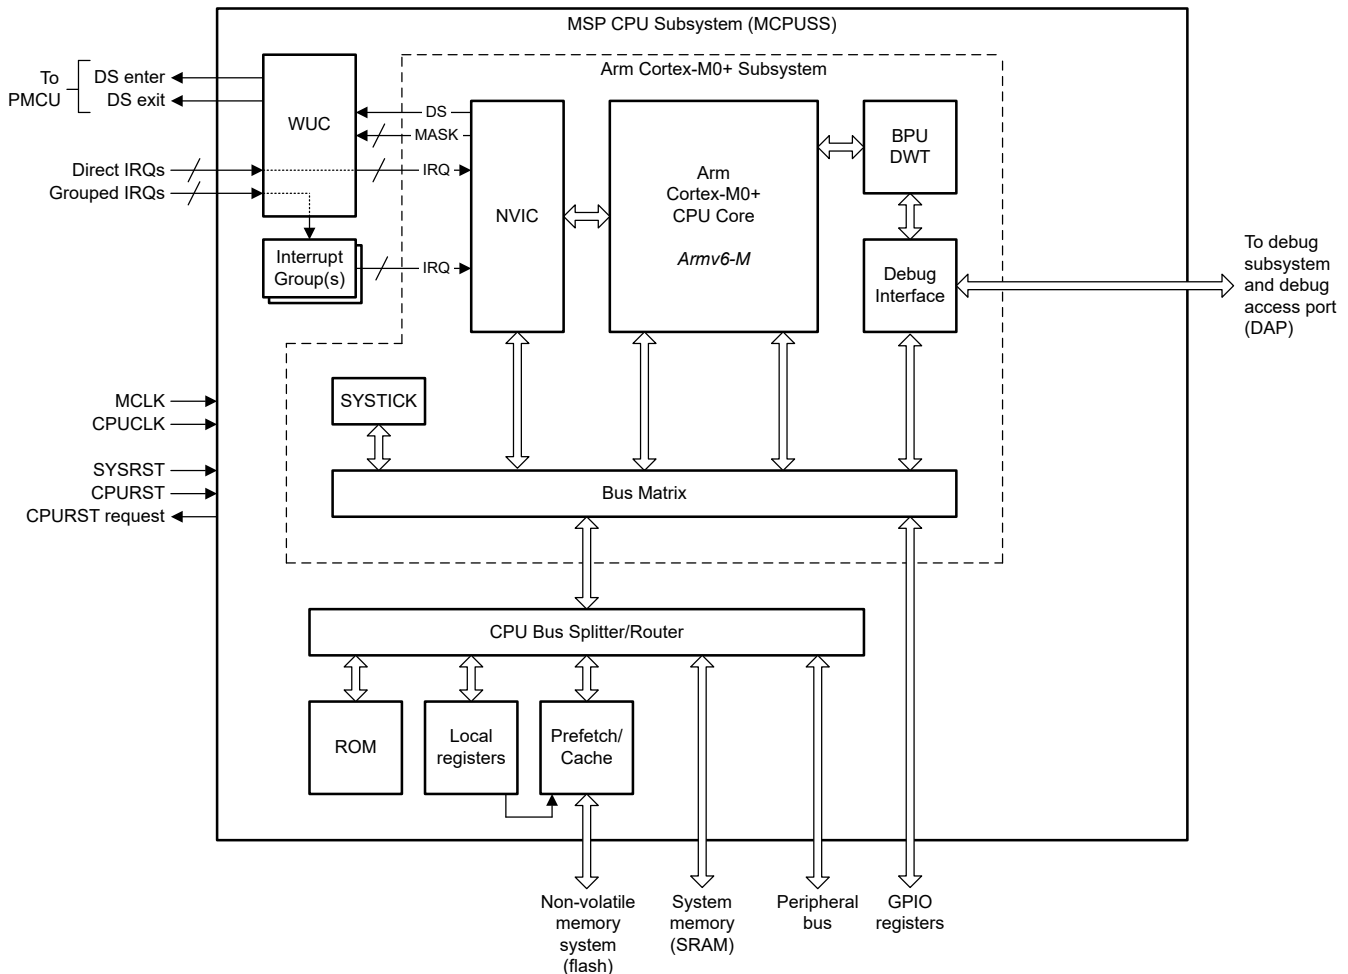 MSP CPU Subsystem (MCPUSS)
Arm Cortex-M0+ Subsystem
To
PMCU
DS enter
DS exit
WUC
DS
MASK
Direct IRQs
IRQ
Grouped IRQs
NVIC
Arm
Cortex-M0+
CPU Core
Armv6-M
BPU
DWT
Interrupt
Group(s)
IRQ
Debug
Interface
To debug
subsystem
and debug
access port
(DAP)
SYSTICK
MCLK
CPUCLK
SYSRST
CPURST
CPURST request
Bus Matrix
CPU Bus Splitter/Router
ROM
Local
registers
Prefetch/
Cache
Non-volatile
memory
system
(flash)
System
memory
(SRAM)
Peripheral
bus
GPIO
registers